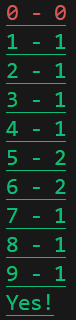 0 - 0
1 - 1
2 - 1
3 - 1
4 - 1
5 - 2
6 - 2
7 - 1
8 - 1
9 - 1
Yes!